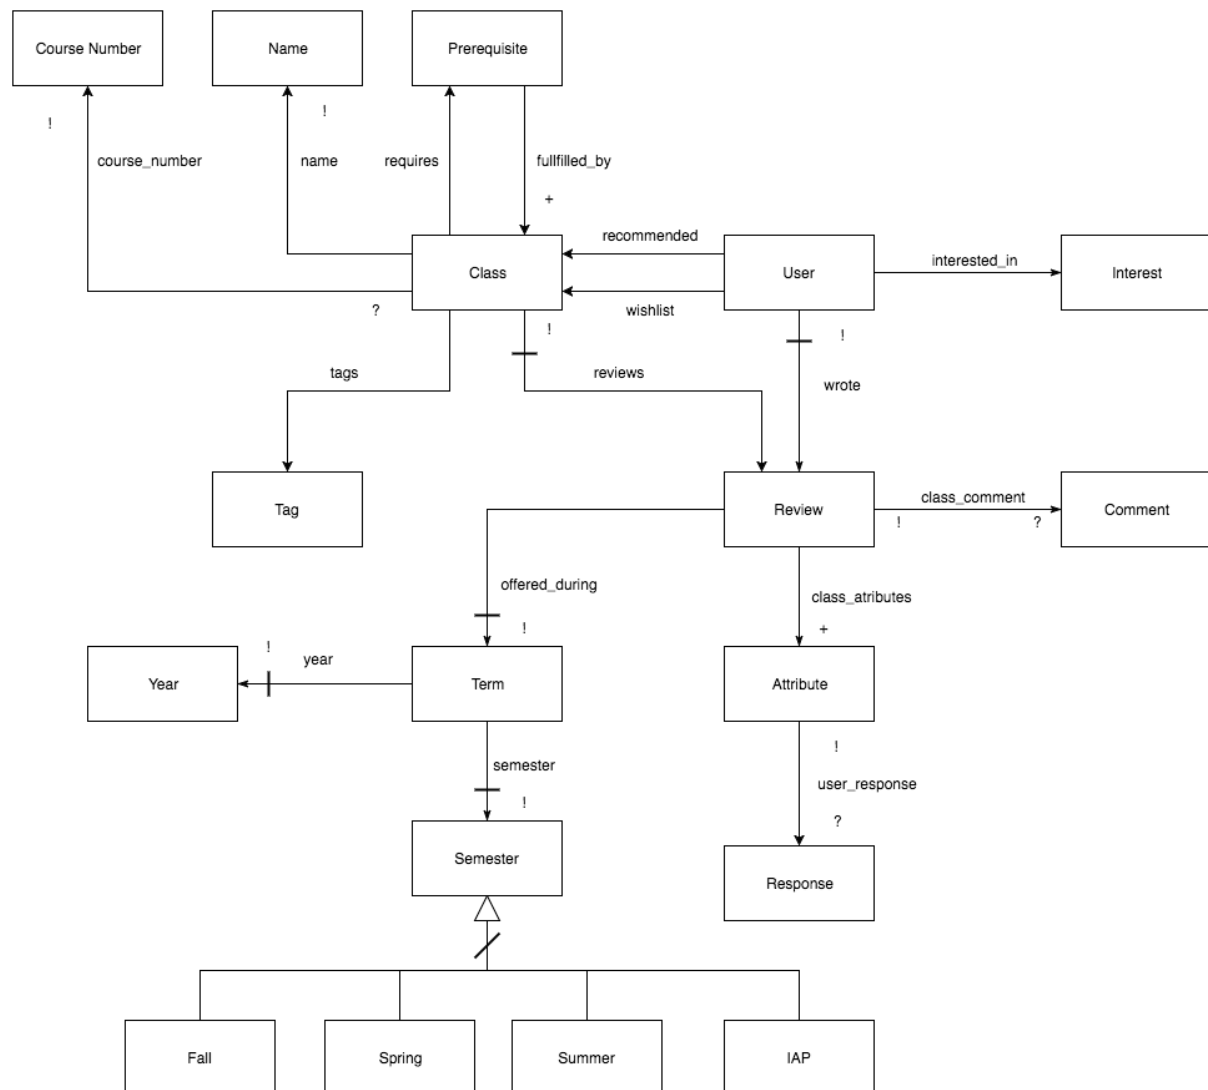 Course Number
Name
Prerequisite
!
!
course_number
name
requires
fullfilled_by
+
recommended
Class
User
interested_in
Interest
?
!
wishlist
!
tags
reviews
wrote
Tag
Review
class_comment
!
?
Comment
offered_during
!
class_atributes
+
!
year
Year
Term
Attribute
semester
!
!
user_response
?
Semester
Response
Fall
Spring
Summer
IAP